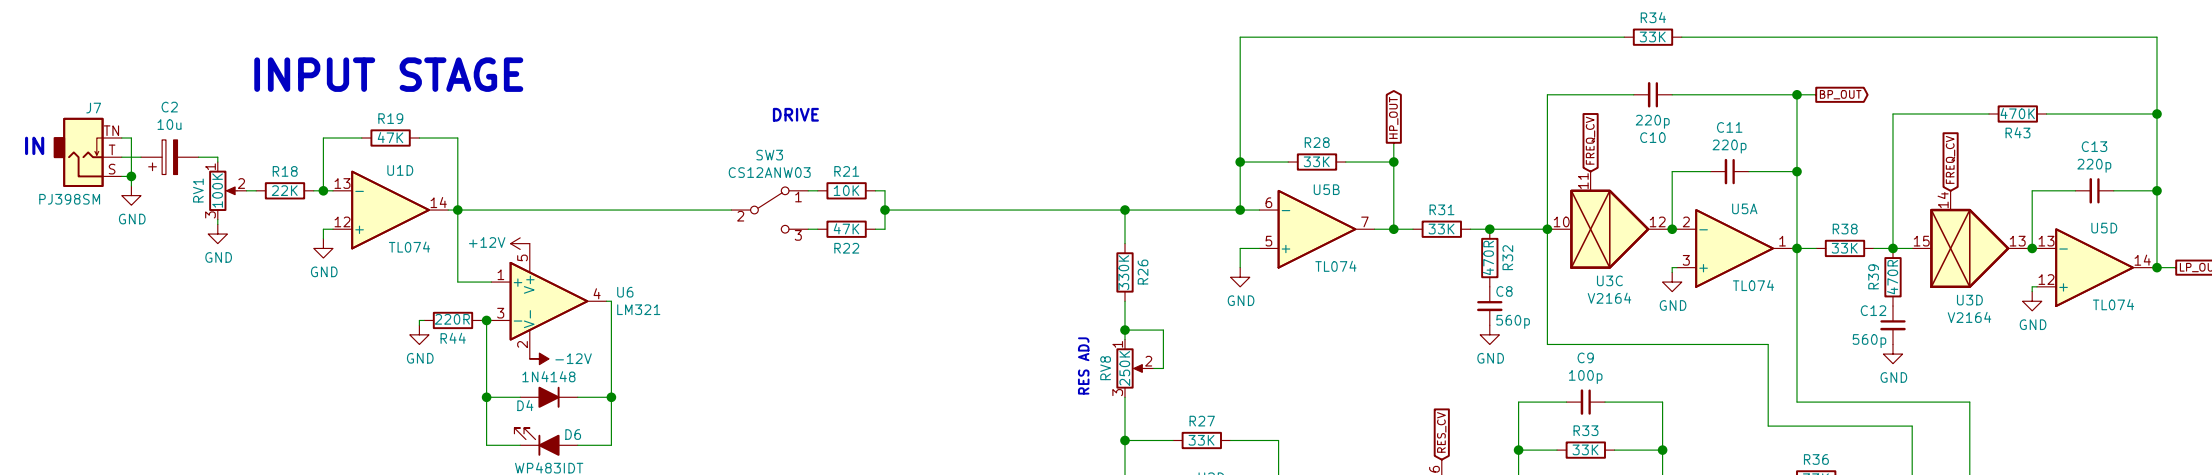 INPUT STAGE
IN
J7
TN
T
S
PJ398SM
GND
C2
10u
+
RV1
100K
1
2
3
GND
R18
22K
R19
47K
U1D
13
12
14
−
+
TL074
GND
+12V
5
1
3
4
2
+
−
V+
V−
U6
LM321
−12V
220R
R44
GND
1N4148
D4
D6
WP483IDT
DRIVE
SW3
CS12ANW03
2
1
3
R21
10K
47K
R22
330K
R26
RES ADJ
RV8
250K
1
2
3
R27
33K
R34
33K
R28
33K
HP_OUT
U5B
6
5
7
−
+
TL074
GND
R31
33K
470R
R32
C8
560p
GND
220p
C10
BP_OUT
FREQ_CV
11
10
12
U3C
V2164
C11
220p
U5A
2
3
1
−
+
TL074
GND
R38
33K
R39
470R
C12
560p
GND
470K
R43
FREQ_CV
14
15
13
U3D
V2164
C13
220p
U5D
13
12
14
−
+
TL074
GND
LP_OU
C9
100p
R33
33K
RES_CV
6
R36